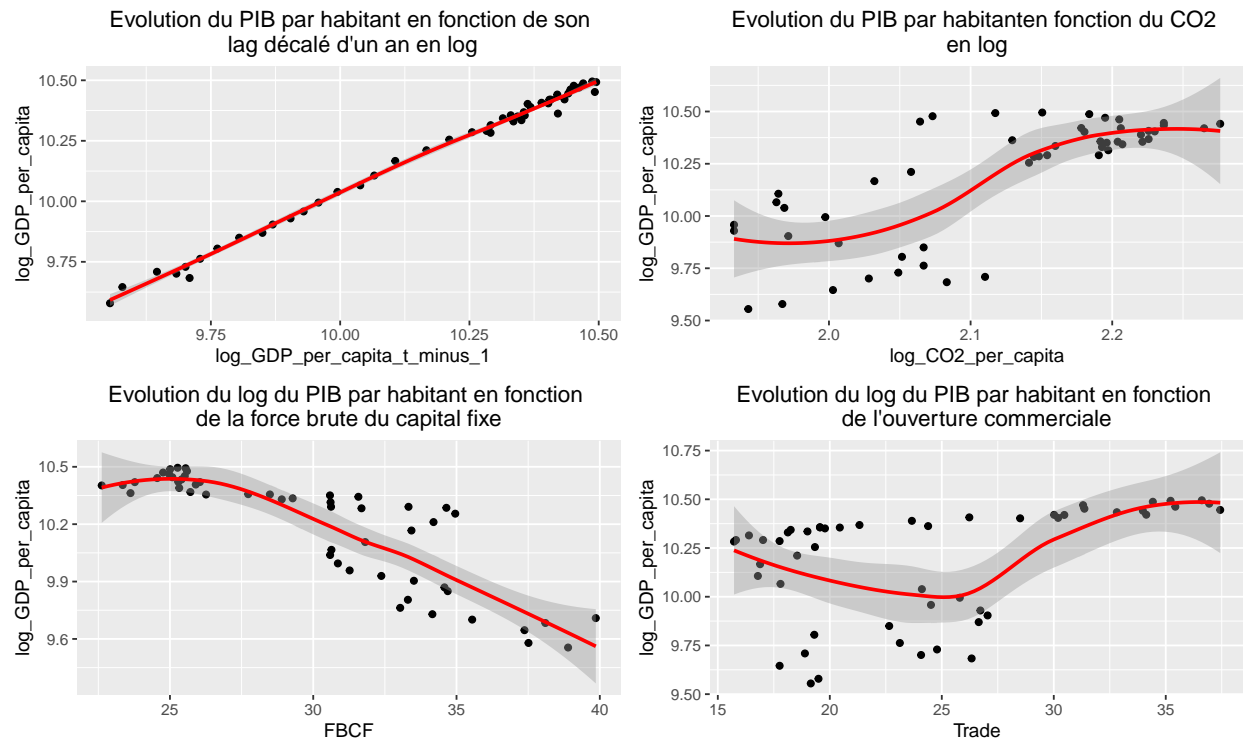 Evolution du PIB par habitant en fonction de son
lag décalé d'un an en log
10.50
10.25
10.00
9.75
log_GDP_per_capita
9.75
10.00
10.25
10.50
log_GDP_per_capita_t_minus_1
Evolution du PIB par habitanten fonction du CO2
en log
10.50
10.25
10.00
9.75
9.50
log_GDP_per_capita
2.0
2.1
2.2
log_CO2_per_capita
Evolution du log du PIB par habitant en fonction
de la force brute du capital fixe
10.5
10.2
9.9
9.6
log_GDP_per_capita
25
30
35
40
FBCF
Evolution du log du PIB par habitant en fonction
de l'ouverture commerciale
10.75
10.50
10.25
10.00
9.75
9.50
log_GDP_per_capita
15
20
25
30
35
Trade